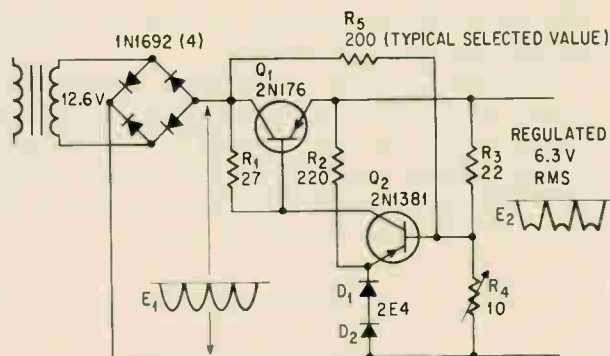 1N1692 (4)
R5
200 (TYPICAL SELECTED VALUE)
Q1
2N176
12.6V
R1
27
R2
220
Q2
2N1381
R3
22
REGULATED
6.3 V
RMS
E2
E1
D1
2E4
D2
R4
10